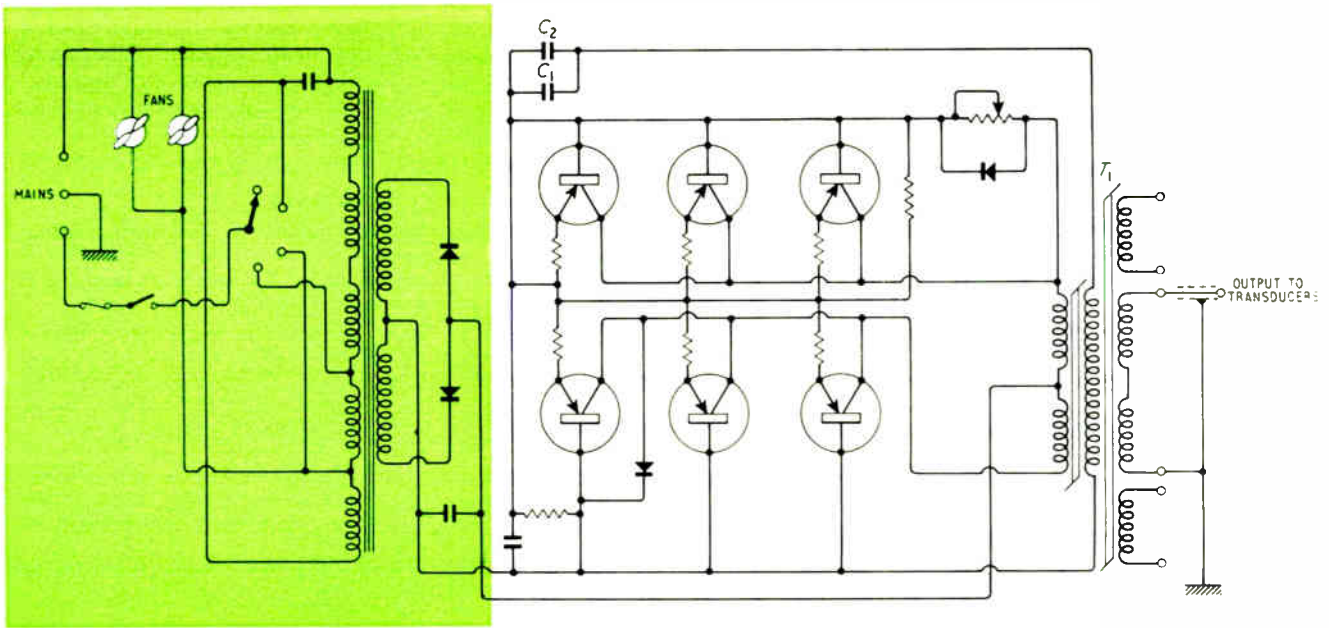 FANS
MAINS
C2
C1
T1
OUTPUT TO
TRANSDUCERS